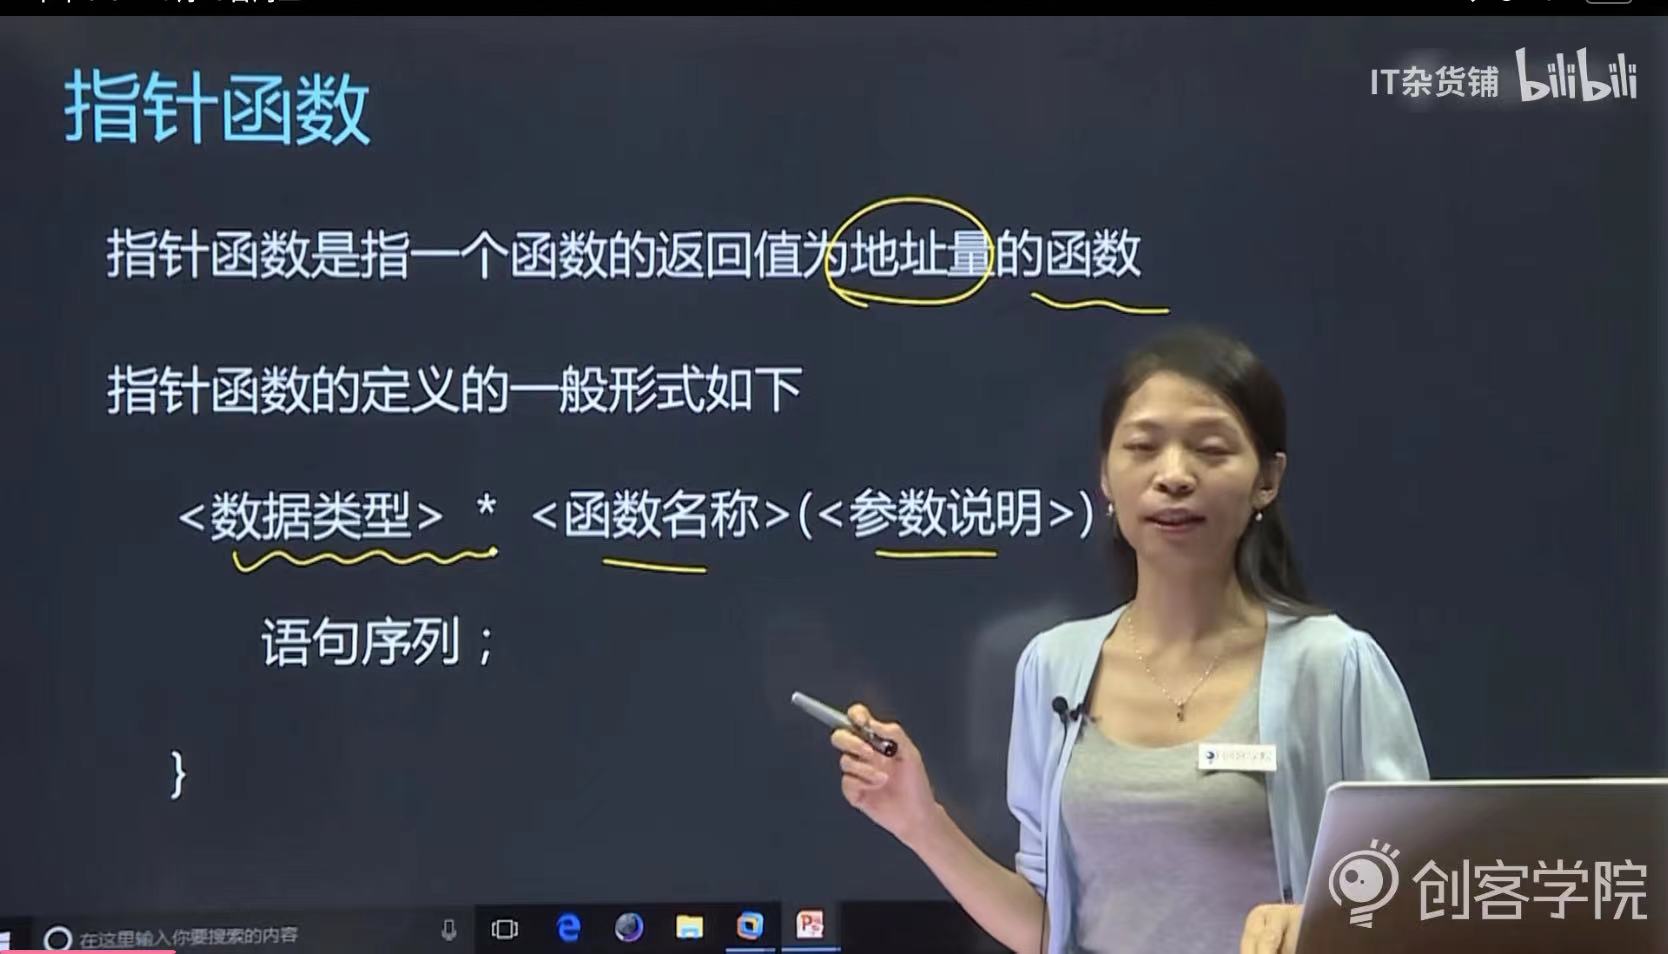 IT杂货铺 bilibili
指针函数
指针函数是指一个函数的返回值为地址量的函数
指针函数的定义的一般形式如下
<数据类型> * <函数名称>(<参数说明>)
语句序列；
}
创客学院
在这里输入你要搜索的内容